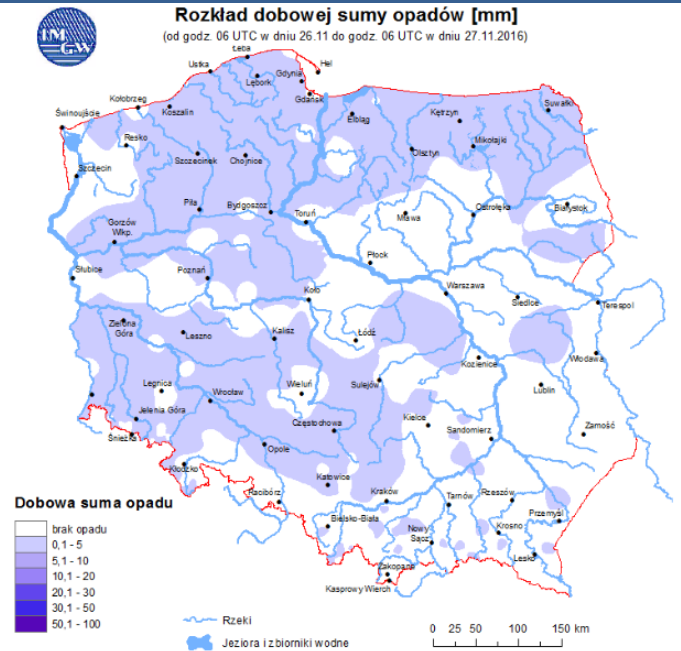 IM
GW
Rozkład dobowej sumy opadów [mm]
(od godz. 06 UTC w dniu 26.11 do godz. 06 UTC w dniu 27.11.2016)
Łeba
Hel
Ustka
Gdynia
Lębork
Gdańsk
Kołobrzeg
Koszalin
Świnoujście
Elbląg
Kętrzyn
Suwałki
Resko
Mikołajki
Olsztyn
Szczecinek
Chojnice
Szczecin
Piła
Bydgoszcz
Toruń
Mława
Ostrołęka
Białystok
Gorzów
Wlkp.
Płock
Słubice
Poznań
Koło
Warszawa
Siedlce
Terespol
Zielona
Góra
Leszno
Kalisz
Łódź
Kozienice
Włodawa
Legnica
Wrocław
Wieluń
Sulejów
Lublin
Jelenia Góra
Śnieżka
Częstochowa
Kielce
Sandomierz
Zamość
Opole
Kłodzko
Katowice
Racibórz
Kraków
Tarnów
Rzeszów
Przemyśl
Bielsko-Biała
Nowy
Sącz
Krosno
Lesko
Zakopane
Kasprowy Wierch
Dobowa suma opadu
brak opadu
0,1 - 5
5,1 - 10
10,1 - 20
20,1 - 30
30,1 - 50
50,1 - 100
Rzeki
Jeziora i zbiorniki wodne
0 25 50 100 150 km